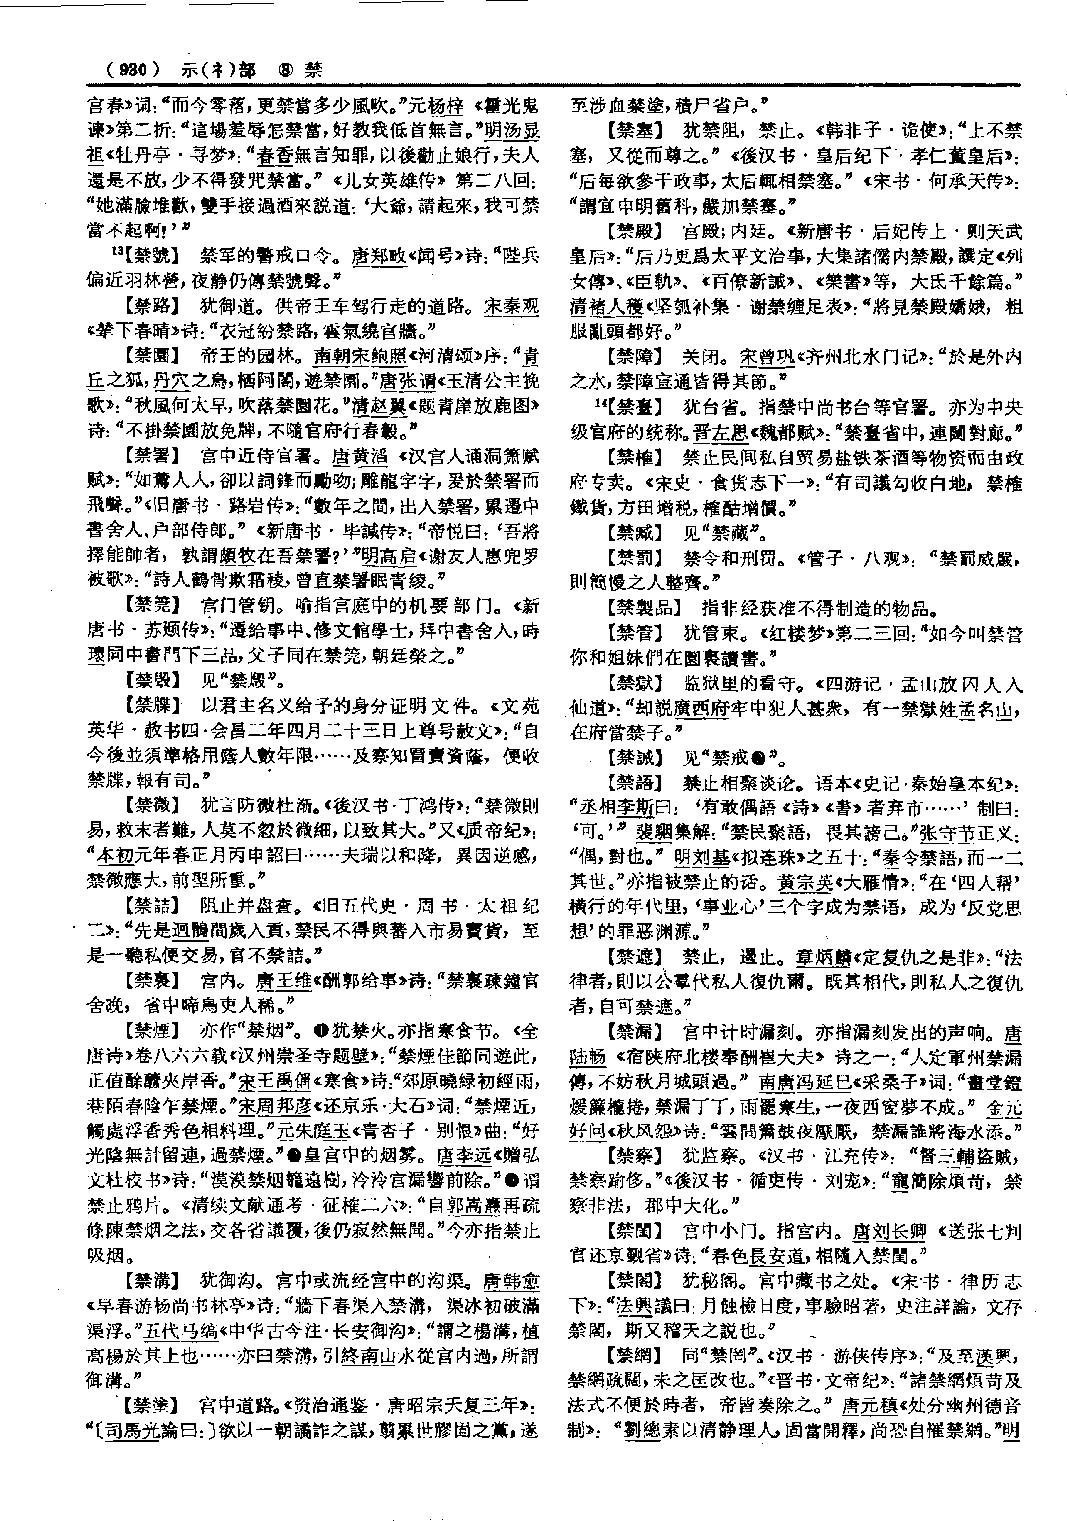 (930) 示(礻)部 ⑧ 禁
宫春》词：“而今零落，更禁當多少風吹。”元杨梓《霍光鬼
谏》第二折：“這場羞辱怎禁當，好教我低首無言。”明汤显
祖《牡丹亭·寻梦》：“春香無言知罪，以後勸止娘行，夫人
還是不放，少不得發咒禁當。”《儿女英雄传》第二八回：
“她滿臉堆歡，雙手接過酒來説道：‘大爺，請起來，我可禁
當不起啊！’”
13【禁號】 禁军的警戒口令。唐郑畋《闻号》诗：“陛兵
偏近羽林營，夜静仍傳禁號聲。”
【禁路】 犹御道。供帝王车驾行走的道路。宋秦观
《辇下春晴》诗：“衣冠紛禁路，雲氣繞官牆。”
【禁園】 帝王的园林。南朝宋鲍照《河清颂》序：“青
丘之狐，丹穴之鳥，栖阿閣，遊禁園。”唐张谓《玉清公主挽
歌》：“秋風何太早，吹落禁園花。”清赵翼《题青崖放鹿图》
诗：“不掛禁園放免牌，不隨官府行春轂。”
【禁署】 宫中近侍官署。唐黄滔《汉宫人诵洞箫赋
赋》：“如鶯人人，卻以詞鋒而勵吻；雕龍字字，爰於禁署而
飛聲。”《旧唐书·路岩传》：“數年之間，出入禁署，累遷中
書舍人、户部侍郎。”《新唐书·毕諴传》：“帝悦曰：‘吾將
擇能帥者，孰謂頗牧在吾禁署？’”明高启《谢友人惠兜罗
被歌》：“詩人鶴骨欺霜稜，曾直禁署眠青綾。”
【禁筦】 宫门管钥。喻指宫庭中的机要部门。《新
唐书·苏颋传》：“遷給事中、修文館學士，拜中書舍人，時
瓌同中書門下三品，父子同在禁筦，朝廷榮之。”
【禁毁】 见“禁燬”。
【禁牒】 以君主名义给予的身分证明文件。《文苑
英华·赦书四·会昌二年四月二十三日上尊号赦文》：“自
今後並須準格用蔭人數年限……及察知冒賣資蔭，便收
禁牒，報有司。”
【禁微】 犹言防微杜渐。《後汉书·丁鸿传》：“禁微則
易，救末者難，人莫不忽於微細，以致其大。”又《质帝纪》：
“本初元年春正月丙申詔曰……夫瑞以和降，異因逆感，
禁微應大，前聖所重。”
【禁詰】 阻止并盘查。《旧五代史·周书·太祖纪
二》：“先是迴鶻間歲入貢，禁民不得與蕃人市易寶貨，至
是一聽私便交易，官不禁詰。”
【禁裏】 宫内。唐王维《酬郭给事》诗：“禁裏疎鐘官
舍晚，省中啼鳥吏人稀。”
【禁煙】 亦作“禁烟”。❶犹禁火。亦指寒食节。《全
唐诗》卷八六六载《汉州崇圣寺题壁》：“禁煙佳節同遊此，
正值酴醿夾岸香。”宋王禹偁《寒食》诗：“郊原曉绿初經雨，
巷陌春陰乍禁煙。”宋周邦彦《还京乐·大石》词：“禁煙近，
觸處浮香秀色相料理。”元朱庭玉《青杏子·别恨》曲：“好
光陰無計留連，過禁煙。”❷皇宫中的烟雾。唐李远《赠弘
文杜校书》诗：“漠漠禁烟籠遠樹，泠泠宫漏響前除。”❸谓
禁止鸦片。《清续文献通考·征榷二六》：“自郭嵩燾再疏
條陳禁烟之法，交各省議覆，後仍寂然無聞。”今亦指禁止
吸烟。
【禁溝】 犹御沟。宫中或流经宫中的沟渠。唐韩愈
《早春游杨尚书林亭》诗：“牆下春渠入禁溝，渠冰初破滿
渠浮。”五代马缟《中华古今注·长安御沟》：“謂之楊溝，植
高楊於其上也……亦曰禁溝，引終南山水從宫内過，所謂
御溝。”
【禁塗】 宫中道路。《资治通鉴·唐昭宗天复三年》：
“〔司馬光論曰：〕欲以一朝譎詐之謀，翦累世膠固之黨，遂
至涉血禁塗，積尸省户。”
【禁塞】 犹禁阻，禁止。《韩非子·诡使》：“上不禁
塞，又從而尊之。”《後汉书·皇后纪下·孝仁董皇后》：
“后每欲參干政事，太后輒相禁塞。”《宋书·何承天传》：
“謂宜申明舊科，嚴加禁塞。”
【禁殿】 宫殿；内廷。《新唐书·后妃传上·则天武
皇后》：“后乃更爲太平文治事，大集諸儒内禁殿，譔定《列
女傳》、《臣軌》、《百僚新誡》、《樂書》等，大氐千餘篇。”
清褚人穫《坚瓠补集·谢禁缠足表》：“將見禁殿嬌娥，粗
服亂頭都好。”
【禁障】 关闭。宋曾巩《齐州北水门记》：“於是外内
之水，禁障宣通皆得其節。”
14【禁臺】 犹台省。指禁中尚书台等官署。亦为中央
级官府的统称。晋左思《魏都赋》：“禁臺省中，連闥對廊。”
【禁榷】 禁止民间私自贸易盐铁茶酒等物资而由政
府专卖。《宋史·食货志下一》：“有司議勾收白地，禁榷
鐵貨，方田增税，榷酤增價。”
【禁臧】 见“禁藏”。
【禁罰】 禁令和刑罚。《管子·八观》：“禁罰威嚴，
則簡慢之人整齊。”
【禁製品】 指非经获准不得制造的物品。
【禁管】 犹管束。《红楼梦》第二三回：“如今叫禁管
你和姐妹們在園裏讀書。”
【禁獄】 监狱里的看守。《四游记·孟山放囚人入
仙道》：“却説廣西府牢中犯人甚衆，有一禁獄姓孟名山，
在府當禁子。”
【禁誡】 见“禁戒❷”。
【禁語】 禁止相聚谈论。语本《史记·秦始皇本纪》：
“丞相李斯曰：‘有敢偶語《詩》《書》者弃市……’制曰：
‘可。’”裴駰集解：“禁民聚語，畏其謗己。”张守节正义：
“偶，對也。”明刘基《拟连珠》之五十：“秦令禁語，而一二
其世。”亦指被禁止的话。黄宗英《大雁情》：“在‘四人帮’
横行的年代里，‘事业心’三个字成为禁语，成为‘反党思
想’的罪恶渊源。”
【禁遮】 禁止，遏止。章炳麟《定复仇之是非》：“法
律者，則以公羣代私人復仇爾。既其相代，則私人之復仇
者，自可禁遮。”
【禁漏】 宫中计时漏刻。亦指漏刻发出的声响。唐
陆畅《宿陕府北楼奉酬崔大夫》诗之一：“人定軍州禁漏
傳，不妨秋月城頭過。”南唐冯延巳《采桑子》词：“畫堂鐙
煖簾櫳捲，禁漏丁丁，雨罷寒生，一夜西窗夢不成。”金元
好问《秋风怨》诗：“雲間簫鼓夜厭厭，禁漏誰將海水添。”
【禁察】 犹监察。《汉书·江充传》：“督三輔盜賊，
禁察踰侈。”《後汉书·循吏传·刘宠》：“寵簡除煩苛，禁
察非法，郡中大化。”
【禁闈】 宫中小门。指宫内。唐刘长卿《送张七判
官还京觐省》诗：“春色長安道，相隨入禁闈。”
【禁閣】 犹秘阁。宫中藏书之处。《宋书·律历志
下》：“法興議曰：月蝕檢日度，事驗昭著，史注詳論，文存
禁閣，斯又稽天之説也。”
【禁網】 同“禁罔”。《汉书·游侠传序》：“及至漢興，
禁網疏闊，未之匡改也。”《晋书·文帝纪》：“諸禁網煩苛及
法式不便於時者，帝皆奏除之。”唐元稹《处分幽州德音
制》：“劉總素以清静理人，固當開釋，尚恐自罹禁網。”明